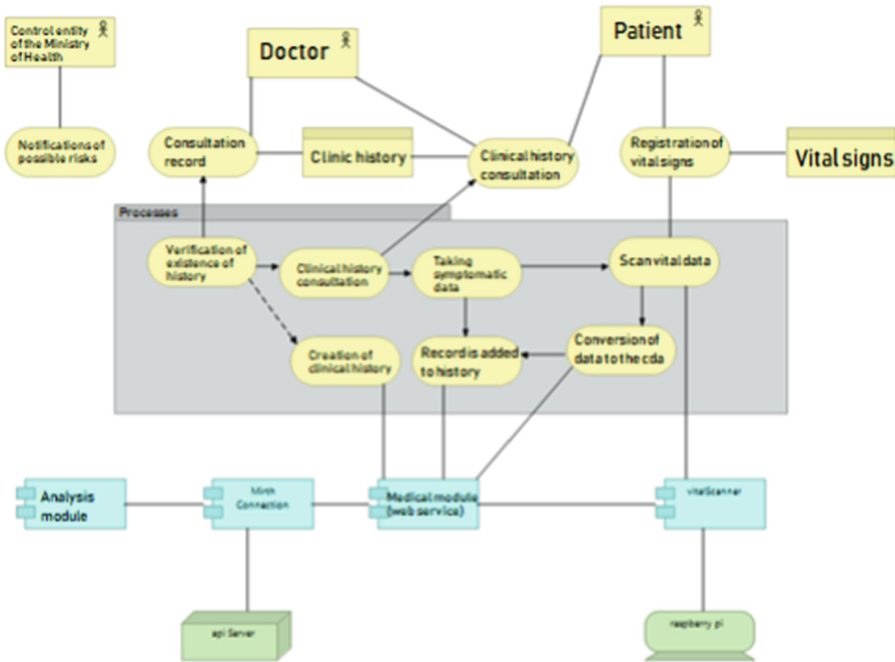 Control entity
of the Ministry
of Health
Doctor
Patient
Notifications of
possible risks
Consultation
record
Clinic history
Clinical history
consultation
Registration of
vital signs
Vital signs
Processes
Verification of
existence of
history
Clinical history
consultation
Taking
symptomatic
data
Scan vital data
Creation of
clinical history
Record is added
to history
Conversion of
data to the cda
Analysis
module
Mirth
Connection
Medical module
(web service)
vitalScanner
api Server
raspberry pi